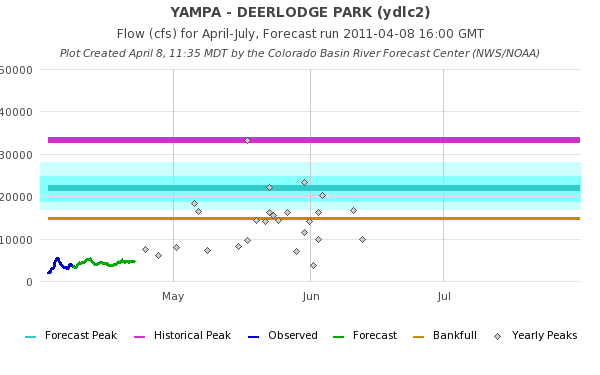 YAMPA - DEERLODGE PARK (ydlc2)
Flow (cfs) for April-July, Forecast run 2011-04-08 16:00 GMT
Plot Created April 8, 11:35 MDT by the Colorado Basin River Forecast Center (NWS/NOAA)
50000
40000
30000
20000
10000
0
May Jun Jul
Forecast Peak Historical Peak Observed Forecast Bankfull Yearly Peaks